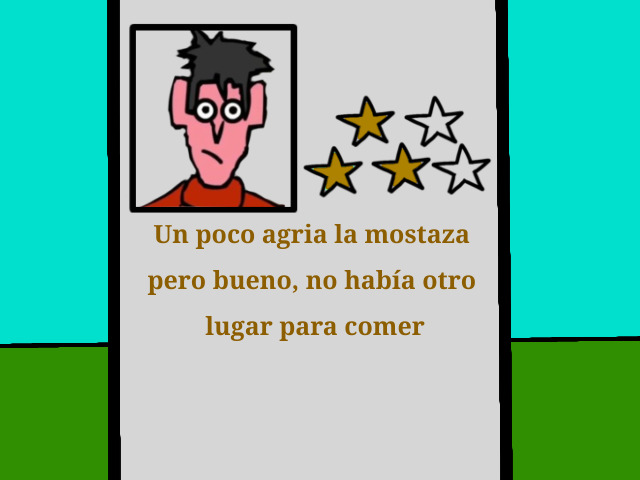 Un poco agria la mostaza
pero bueno, no había otro
lugar para comer